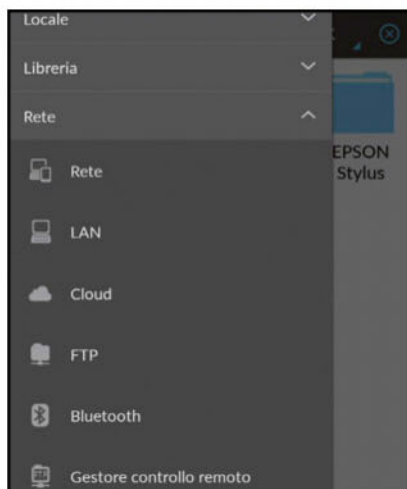 Locale
Libreria
Rete
EPSON
Stylus
Rete
LAN
Cloud
FTP
Bluetooth
Gestore controllo remoto